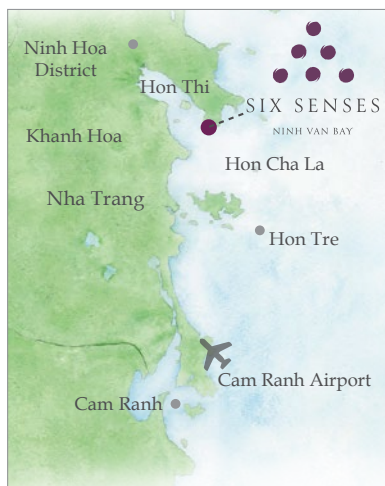 Ninh Hoa
District
Hon Thi
SIX SENSES
NINH VAN BAY
Khanh Hoa
Hon Cha La
Nha Trang
Hon Tre
Cam Ranh Airport
Cam Ranh